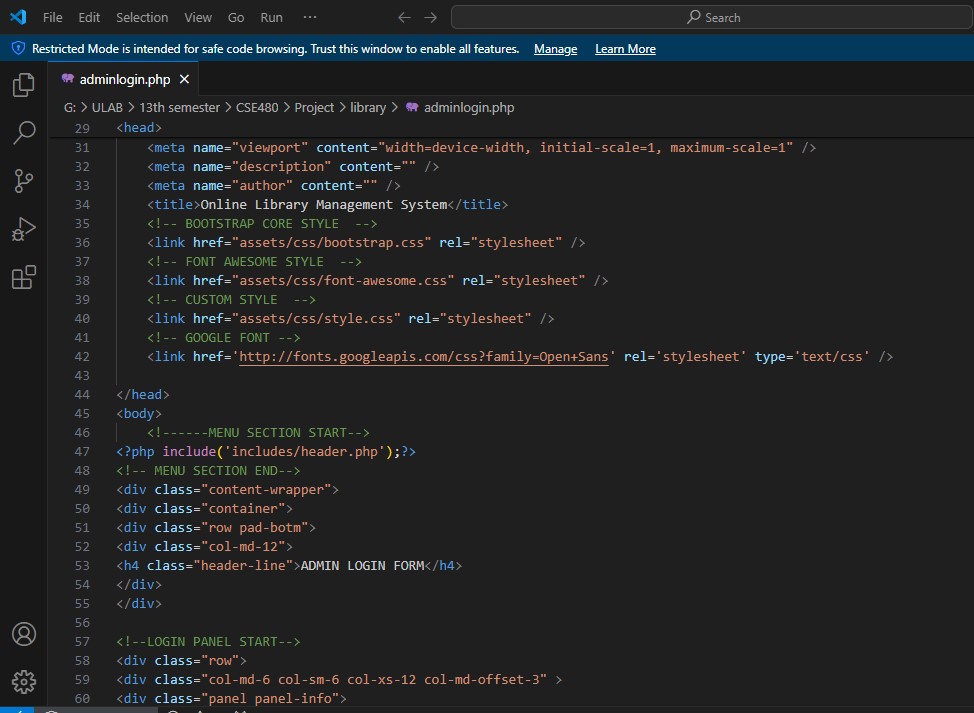 File Edit Selection View Go Run ··· Search
Restricted Mode is intended for safe code browsing. Trust this window to enable all features. Manage Learn More
adminlogin.php
G: > ULAB > 13th semester > CSE480 > Project > library > adminlogin.php
29 <head>
31 <meta name="viewport" content="width=device-width, initial-scale=1, maximum-scale=1" />
32 <meta name="description" content="" />
33 <meta name="author" content="" />
34 <title>Online Library Management System</title>
35 <!-- BOOTSTRAP CORE STYLE  -->
36 <link href="assets/css/bootstrap.css" rel="stylesheet" />
37 <!-- FONT AWESOME STYLE  -->
38 <link href="assets/css/font-awesome.css" rel="stylesheet" />
39 <!-- CUSTOM STYLE  -->
40 <link href="assets/css/style.css" rel="stylesheet" />
41 <!-- GOOGLE FONT -->
42 <link href='http://fonts.googleapis.com/css?family=Open+Sans' rel='stylesheet' type='text/css' />
43
44 </head>
45 <body>
46 <!------MENU SECTION START-->
47 <?php include('includes/header.php');?>
48 <!-- MENU SECTION END-->
49 <div class="content-wrapper">
50 <div class="container">
51 <div class="row pad-botm">
52 <div class="col-md-12">
53 <h4 class="header-line">ADMIN LOGIN FORM</h4>
54 </div>
55 </div>
56
57 <!--LOGIN PANEL START-->
58 <div class="row">
59 <div class="col-md-6 col-sm-6 col-xs-12 col-md-offset-3" >
60 <div class="panel panel-info">